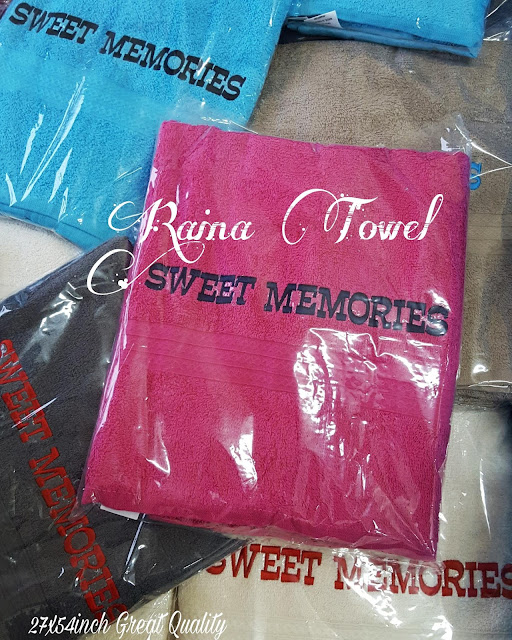 SWEET MEMORIES
Raina Towel
SWEET MEMORIES
SWEET MEMORIES
SWEET MEMORIES
27X54inch Great Quality